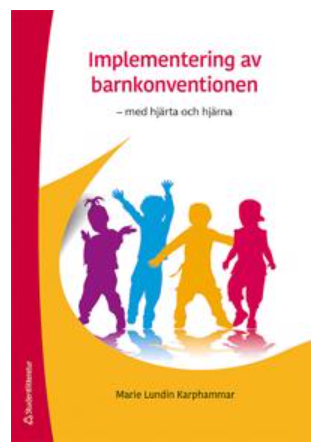 Implementering av
barnkonventionen
– med hjärta och hjärna
Marie Lundin Karphammar
Studentlitteratur